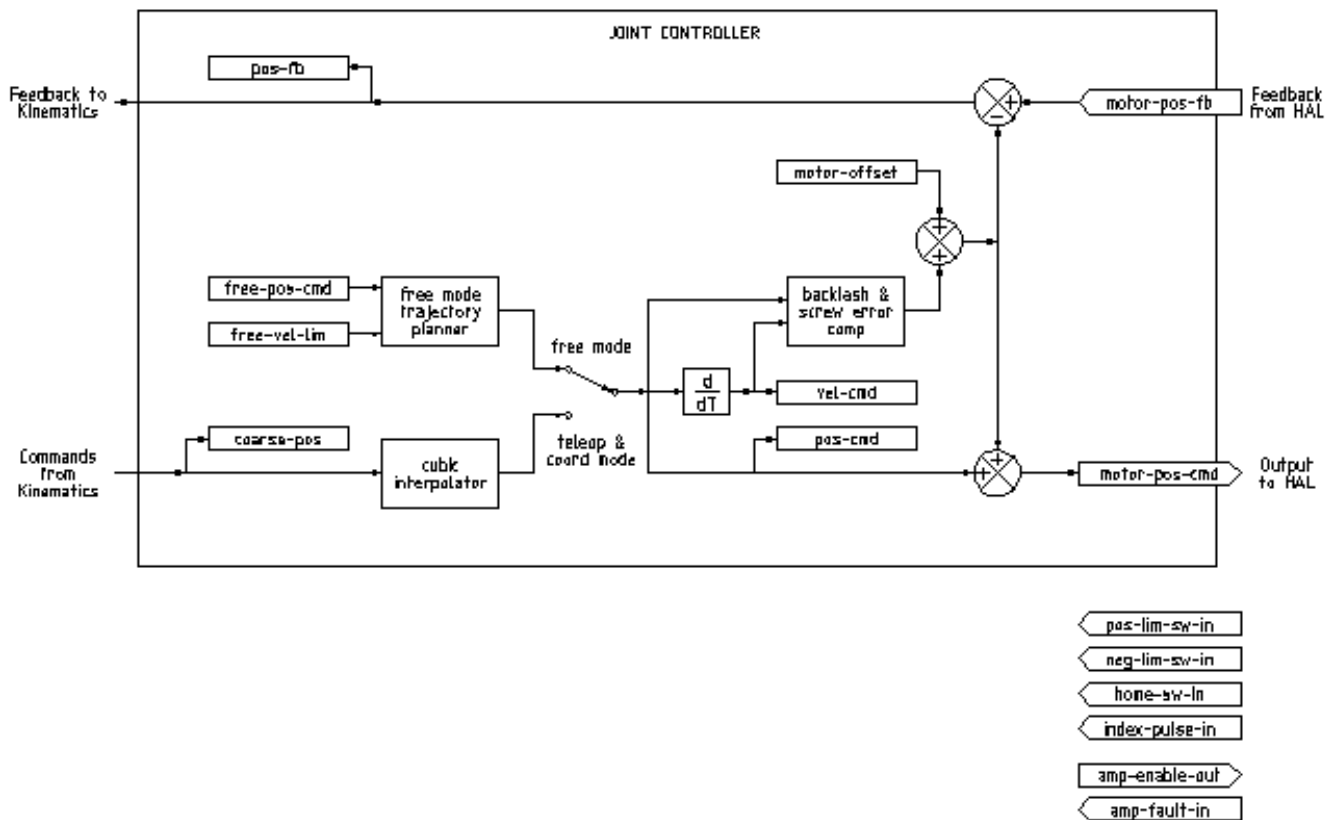 JOINT CONTROLLER
pos-fb
Feedback to
Kinematics
+
-
motor-pos-fb
Feedback
from HAL
motor-offset
+
+
free-pos-cmd
free-vel-lim
free mode
trajectory
planner
backlash &
screw error
comp
free mode
d
dT
vel-cmd
coarse-pos
teleop &
coord mode
pos-cmd
Commands
from
Kinematics
cubic
interpolator
+
+
motor-pos-cmd
Output
to HAL
pos-lim-sw-in
neg-lim-sw-in
home-sw-in
index-pulse-in
amp-enable-out
amp-fault-in